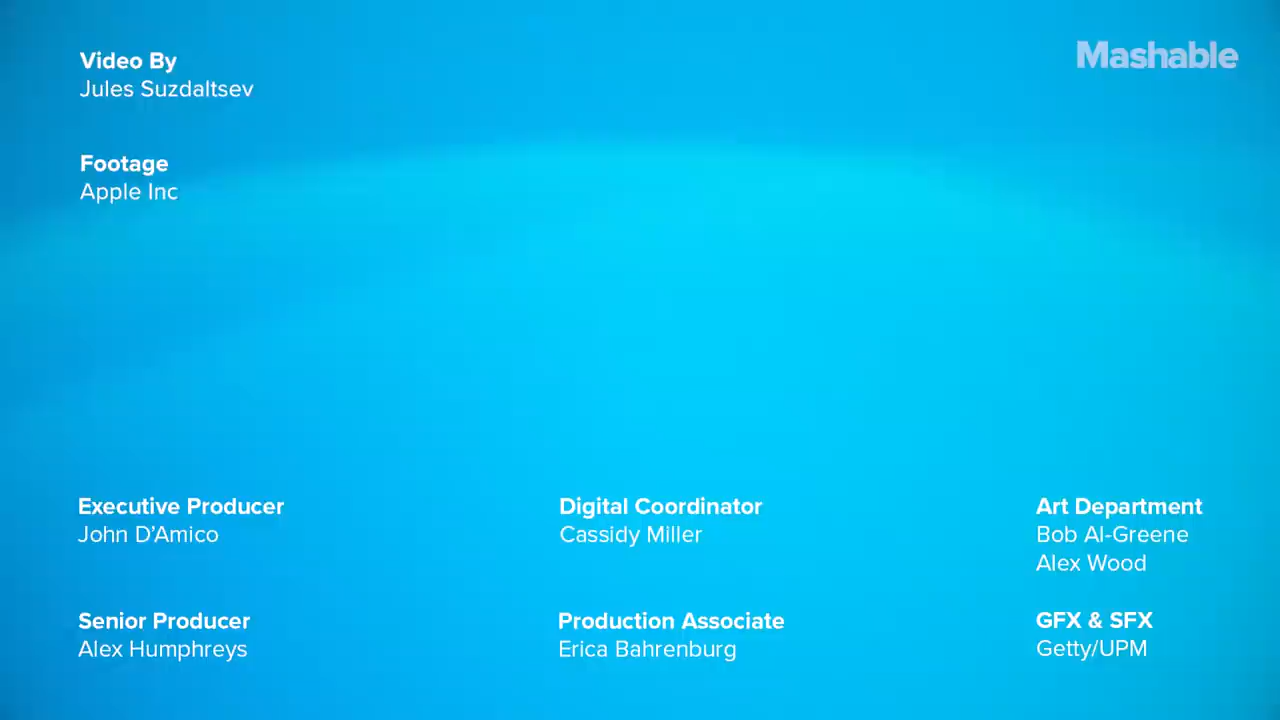 Mashable
Video By
Jules Suzdaltsev
Footage
Apple Inc
Executive Producer
John D’Amico
Digital Coordinator
Cassidy Miller
Art Department
Bob Al-Greene
Alex Wood
Senior Producer
Alex Humphreys
Production Associate
Erica Bahrenburg
GFX & SFX
Getty/UPM